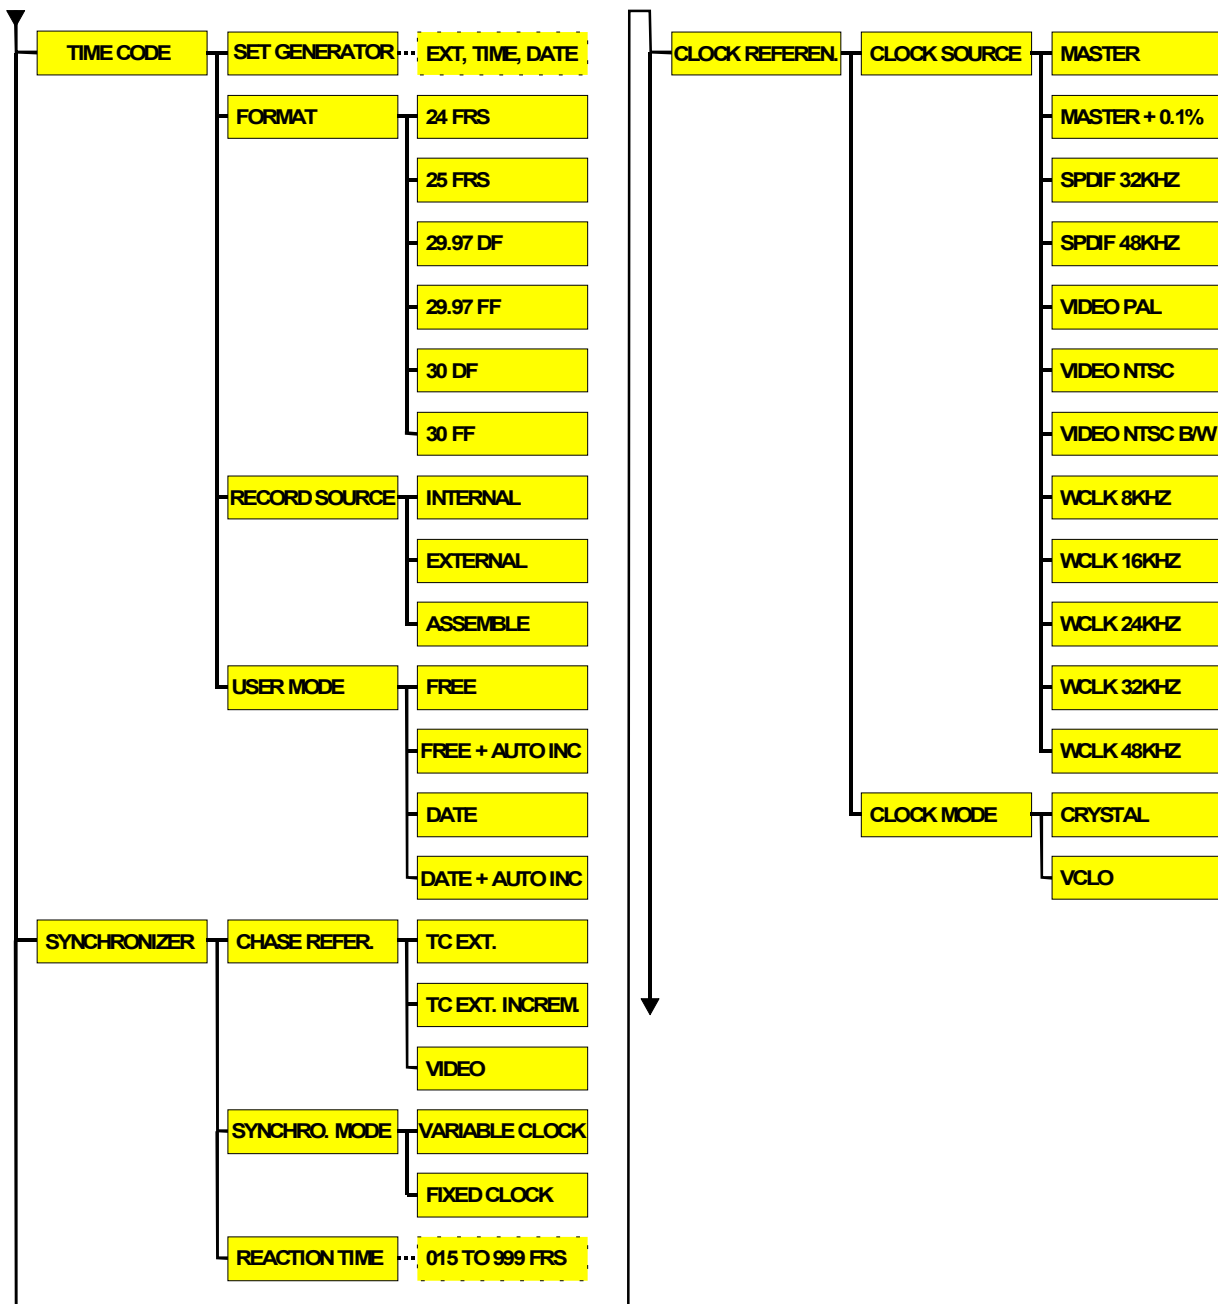 TIME CODE
SET GENERATOR
EXT, TIME, DATE
FORMAT
24 FRS
25 FRS
29.97 DF
29.97 FF
30 DF
30 FF
RECORD SOURCE
INTERNAL
EXTERNAL
ASSEMBLE
USER MODE
FREE
FREE + AUTO INC
DATE
DATE + AUTO INC
SYNCHRONIZER
CHASE REFER.
TC EXT.
TC EXT. INCREM.
VIDEO
SYNCHRO. MODE
VARIABLE CLOCK
FIXED CLOCK
REACTION TIME
015 TO 999 FRS
CLOCK REFEREN.
CLOCK SOURCE
MASTER
MASTER + 0.1%
SPDIF 32KHZ
SPDIF 48KHZ
VIDEO PAL
VIDEO NTSC
VIDEO NTSC B/W
WCLK 8KHZ
WCLK 16KHZ
WCLK 24KHZ
WCLK 32KHZ
WCLK 48KHZ
CLOCK MODE
CRYSTAL
VCLO